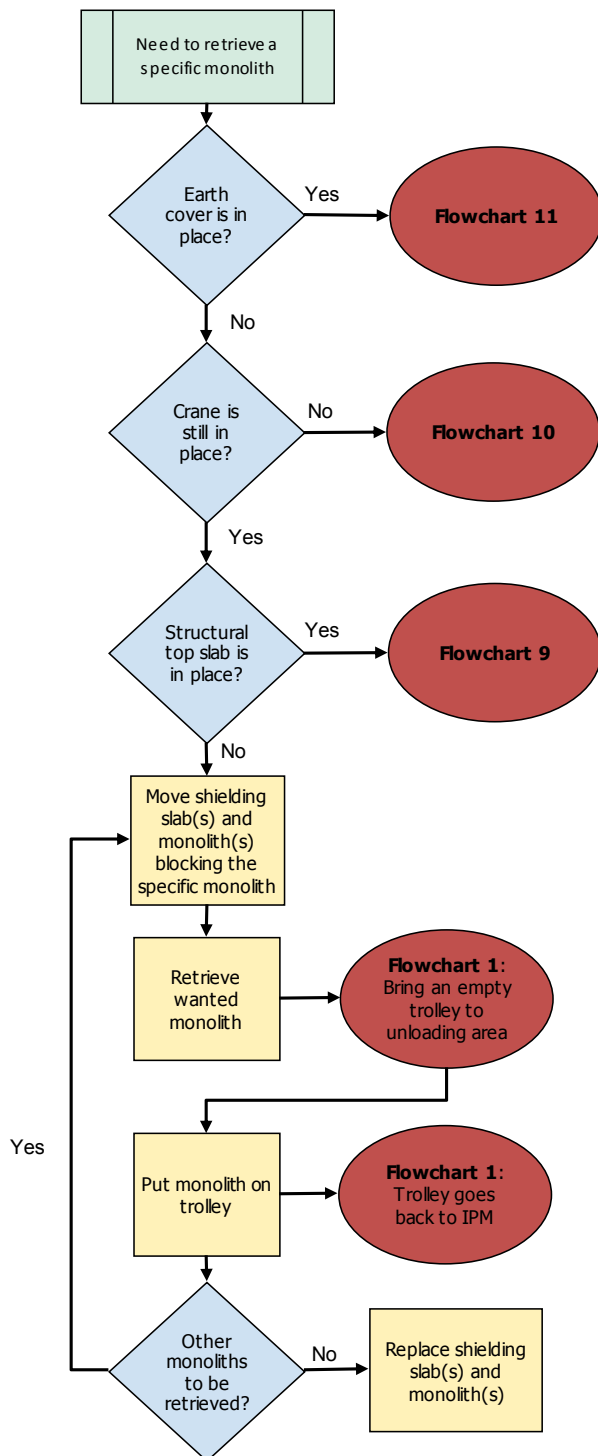 Need to retrieve a
specific monolith
Earth
cover is in
place?
Yes
Flowchart 11
No
Crane is
still in
place?
No
Flowchart 10
Yes
Structural
top slab is
in place?
Yes
Flowchart 9
No
Move shielding
slab(s) and
monolith(s)
blocking the
specific monolith
Retrieve
wanted
monolith
Flowchart 1:
Bring an empty
trolley to
unloading area
Yes
Put monolith on
trolley
Flowchart 1:
Trolley goes
back to IPM
Other
monoliths
to be
retrieved?
No
Replace shielding
slab(s) and
monolith(s)